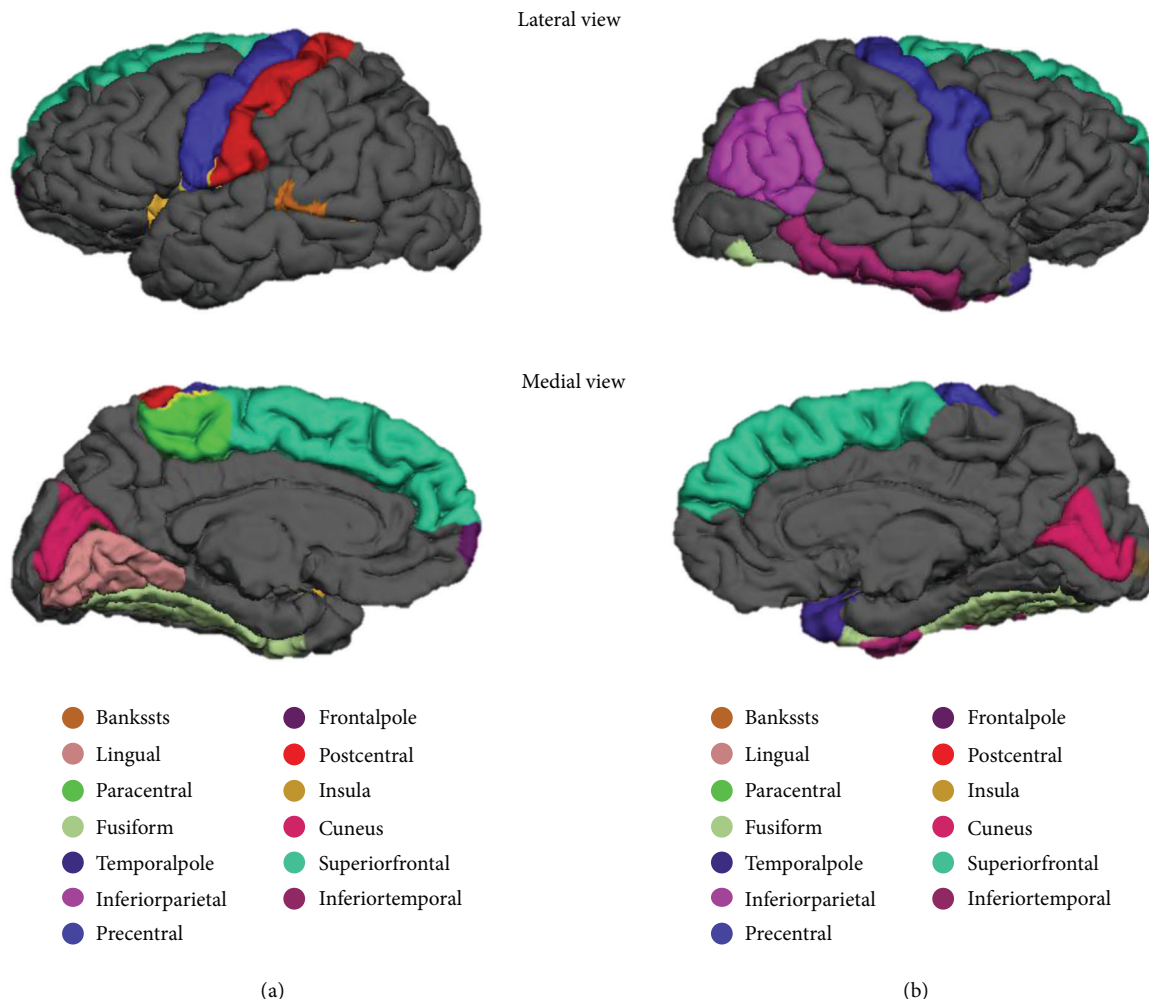 Lateral view
Medial view
Bankssts
Lingual
Paracentral
Fusiform
Temporalpole
Inferiorparietal
Precentral
Frontalpole
Postcentral
Insula
Cuneus
Superiorfrontal
Inferiortemporal
(a)
Bankssts
Lingual
Paracentral
Fusiform
Temporalpole
Inferiorparietal
Precentral
Frontalpole
Postcentral
Insula
Cuneus
Superiorfrontal
Inferiortemporal
(b)